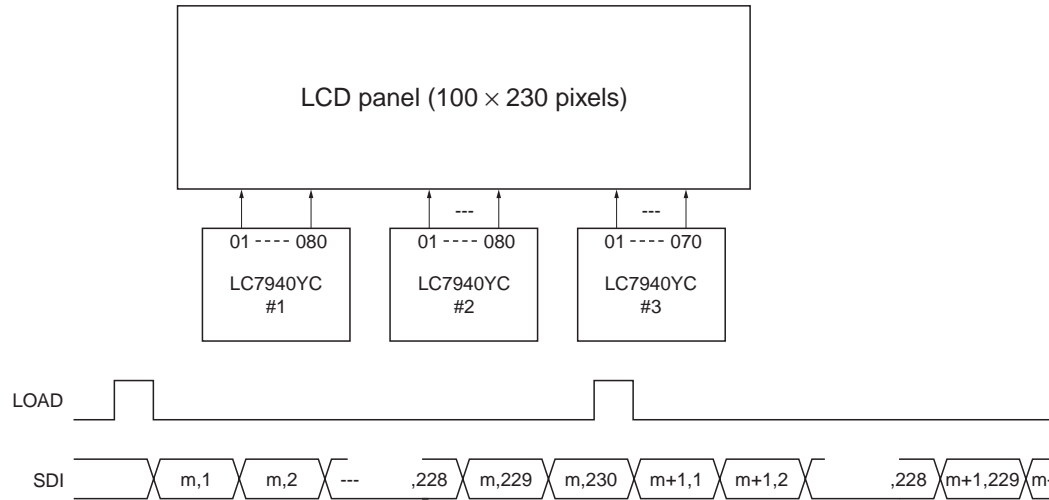 LCD panel (100 × 230 pixels)
--- ---
01 ---- 080 01 ---- 080 01 ---- 070
LC7940YC LC7940YC LC7940YC
#1 #2 #3
LOAD
SDI m,1 m,2 --- ,228 m,229 m,230 m+1,1 m+1,2 ,228 m+1,229 m+